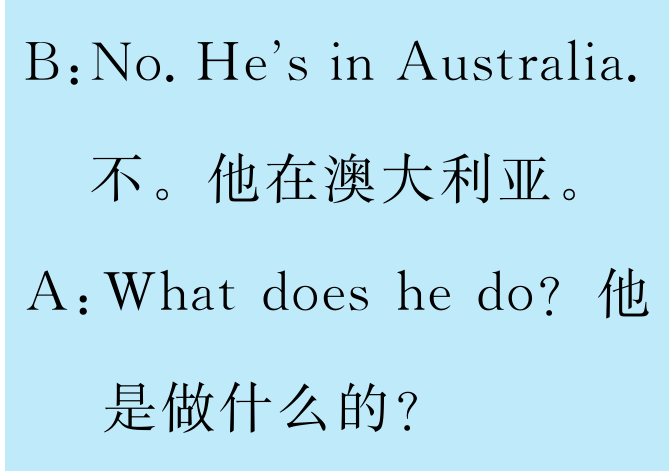 B:No. He's in Australia.
不。他在澳大利亚。
A:What does he do? 他
是做什么的?